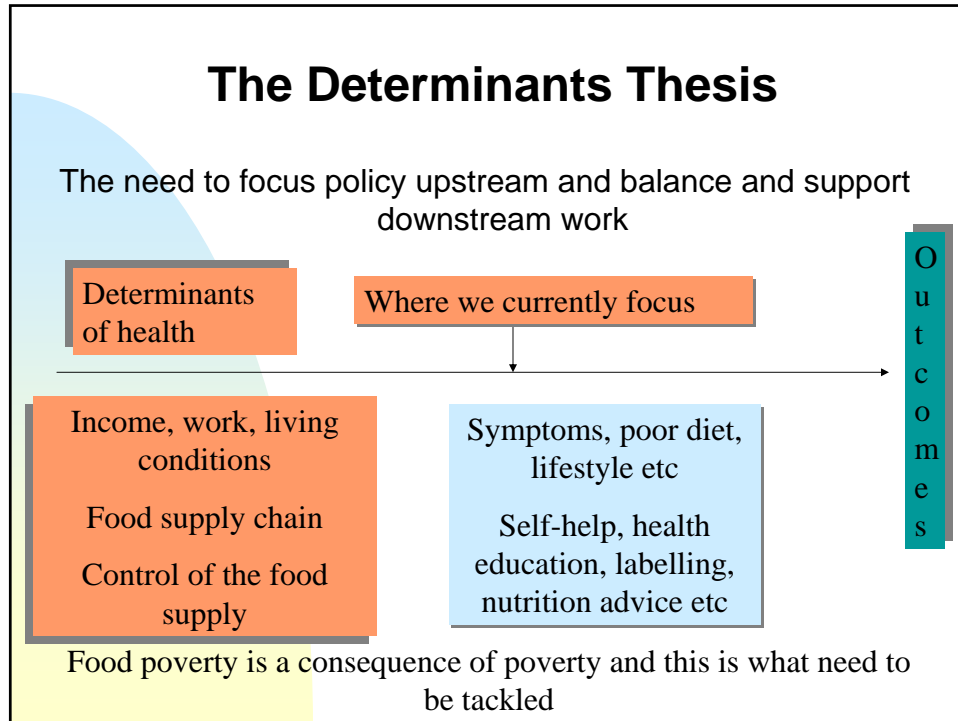 The Determinants Thesis
The need to focus policy upstream and balance and support
downstream work
Determinants
of health
Where we currently focus
Income, work, living
conditions
Food supply chain
Control of the food
supply
Symptoms, poor diet,
lifestyle etc
Self-help, health
education, labelling,
nutrition advice etc
Outcomes
Food poverty is a consequence of poverty and this is what need to
be tackled